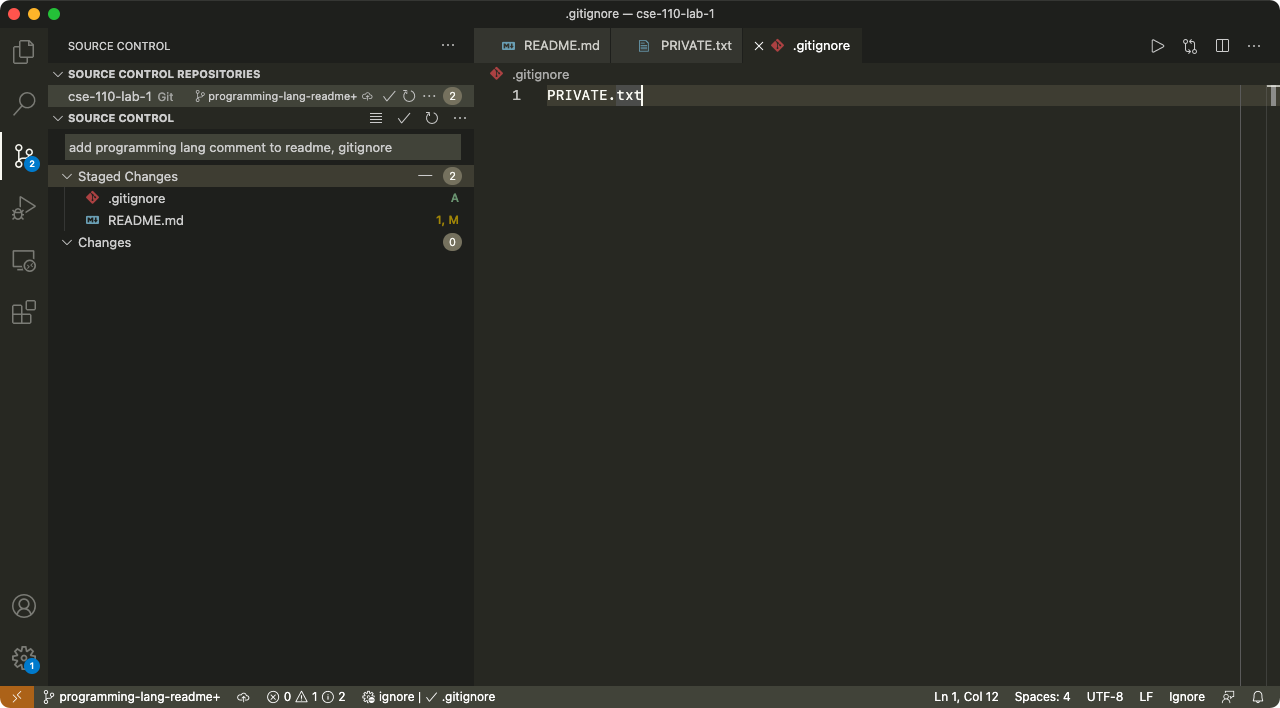 .gitignore — cse-110-lab-1
SOURCE CONTROL
README.md
PRIVATE.txt
.gitignore
SOURCE CONTROL REPOSITORIES
cse-110-lab-1 Git programming-lang-readme+ 2
SOURCE CONTROL
add programming lang comment to readme, gitignore
Staged Changes 2
.gitignore A
README.md 1, M
Changes 0
.gitignore
1 PRIVATE.txt
2
1
programming-lang-readme+ 0 1 2 ignore | .gitignore Ln 1, Col 12 Spaces: 4 UTF-8 LF Ignore